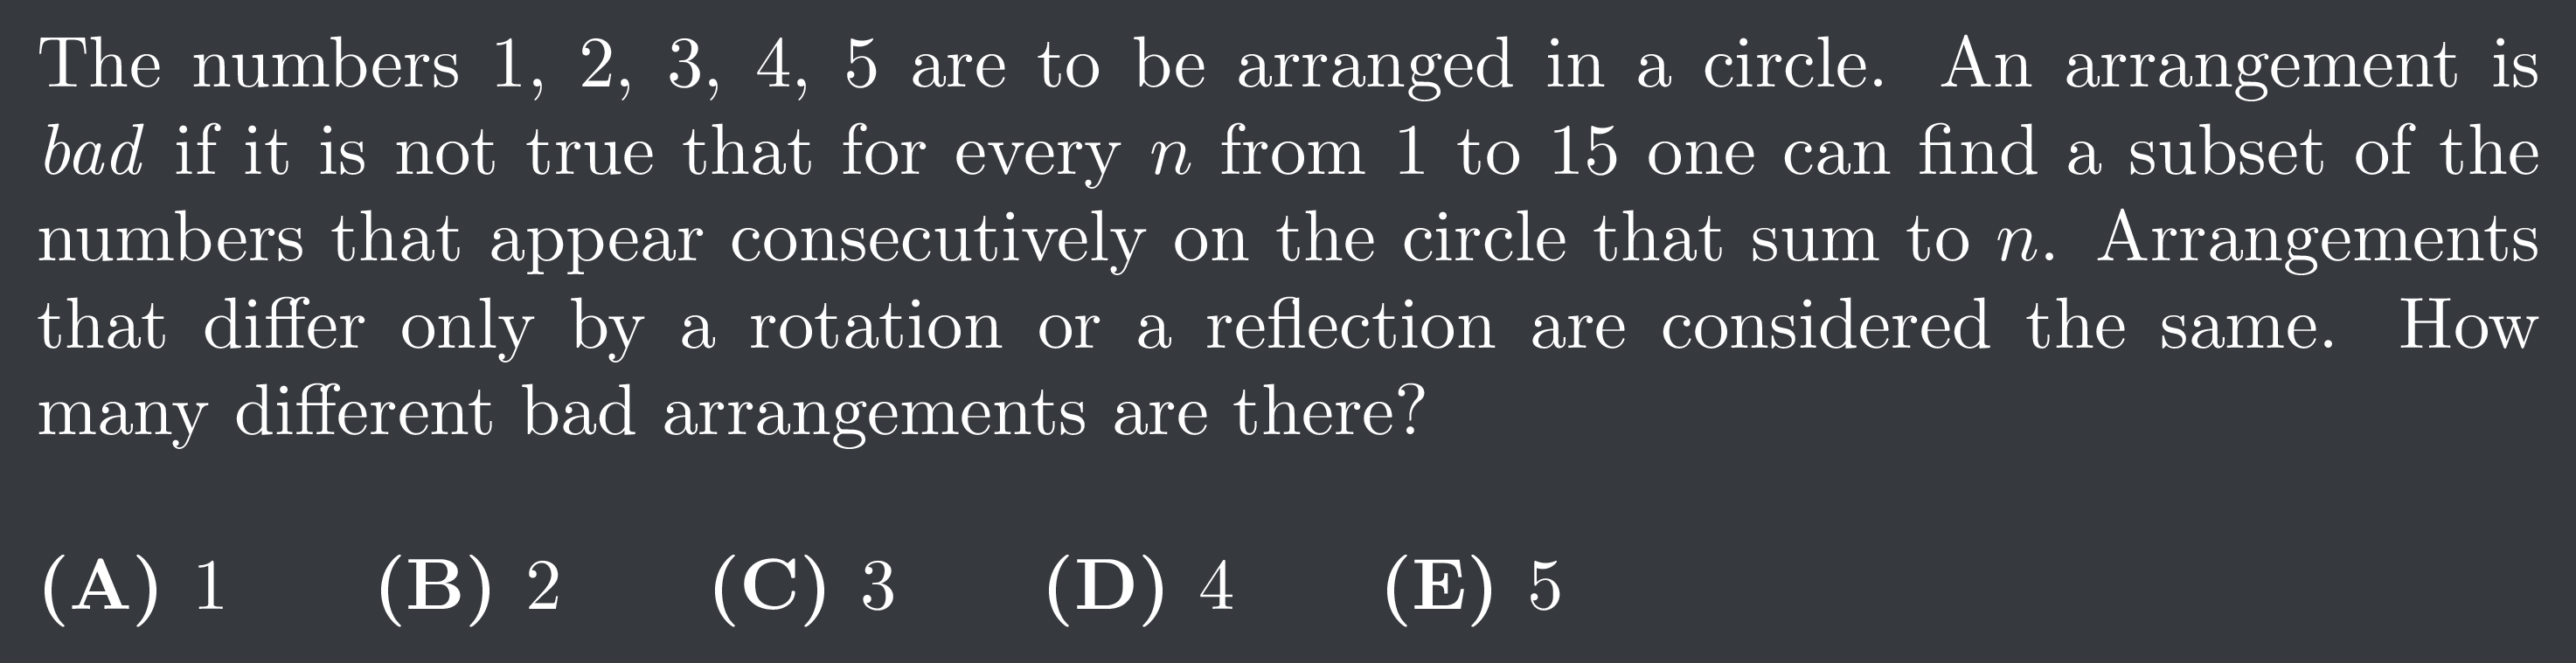 The numbers 1, 2, 3, 4, 5 are to be arranged in a circle. An arrangement is
bad if it is not true that for every n from 1 to 15 one can find a subset of the
numbers that appear consecutively on the circle that sum to n. Arrangements
that differ only by a rotation or a reflection are considered the same. How
many different bad arrangements are there?
(A) 1 (B) 2 (C) 3 (D) 4 (E) 5